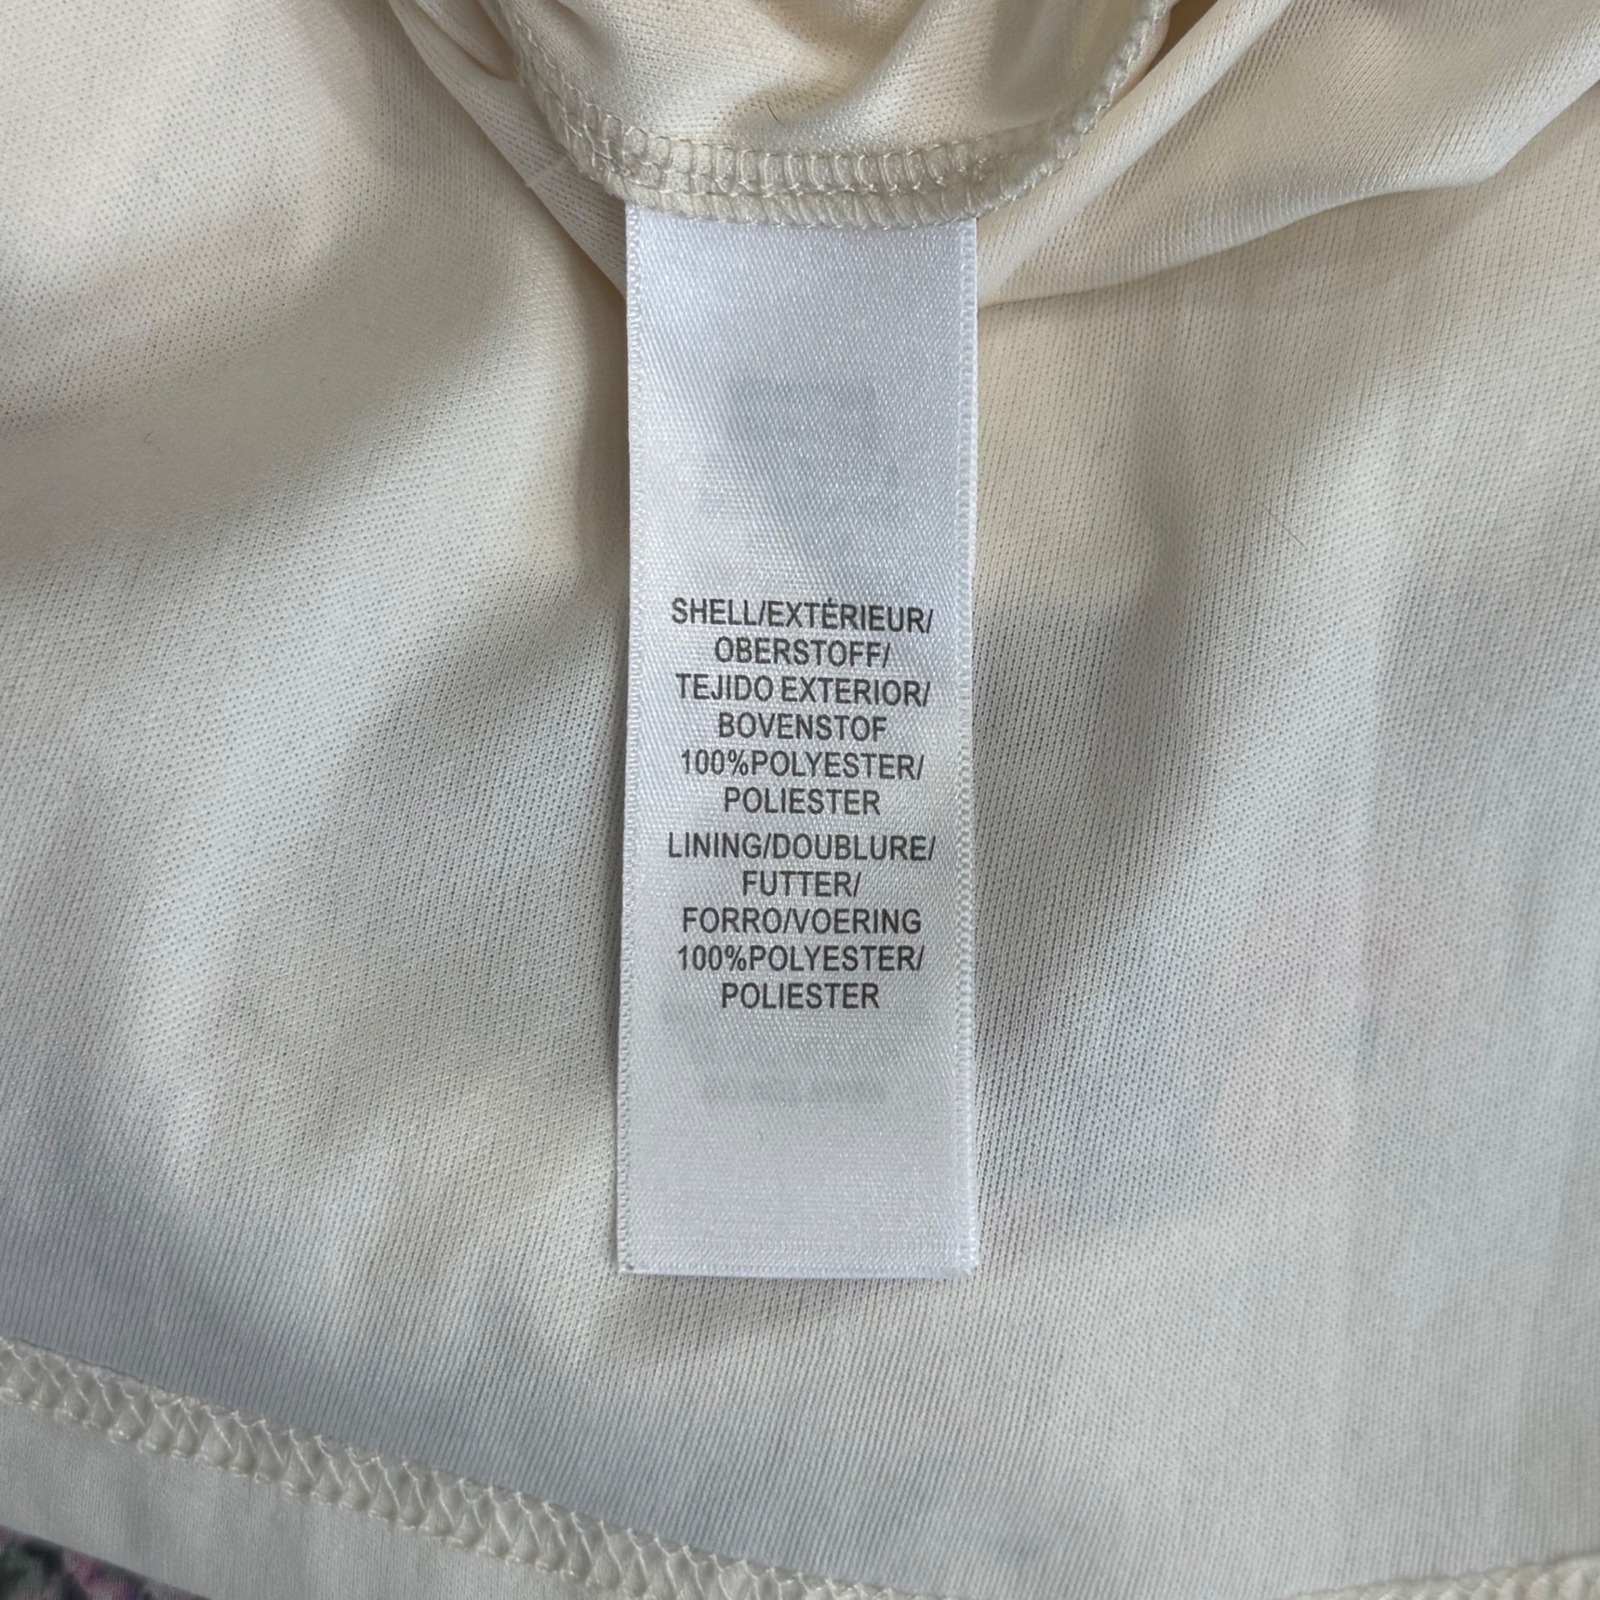 SHELL/EXTÉRIEUR/
OBERSTOFF/
TEJIDO EXTERIOR/
BOVENSTOF
100%POLYESTER/
POLIESTER
LINING/DOUBLURE/
FUTTER/
FORRO/VOERING
100%POLYESTER/
POLIESTER